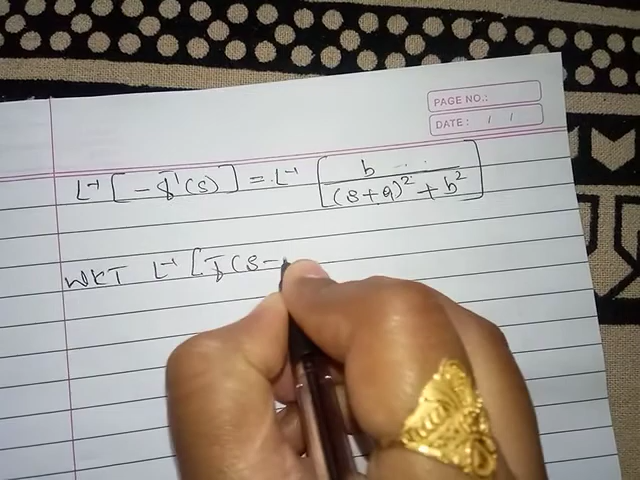 PAGE NO.:
DATE: / /
L⁻¹ [ - f̄'(s) ] = L⁻¹ [ b / (s+a)² + b² ]
WKT L⁻¹ [ f̄ (s -